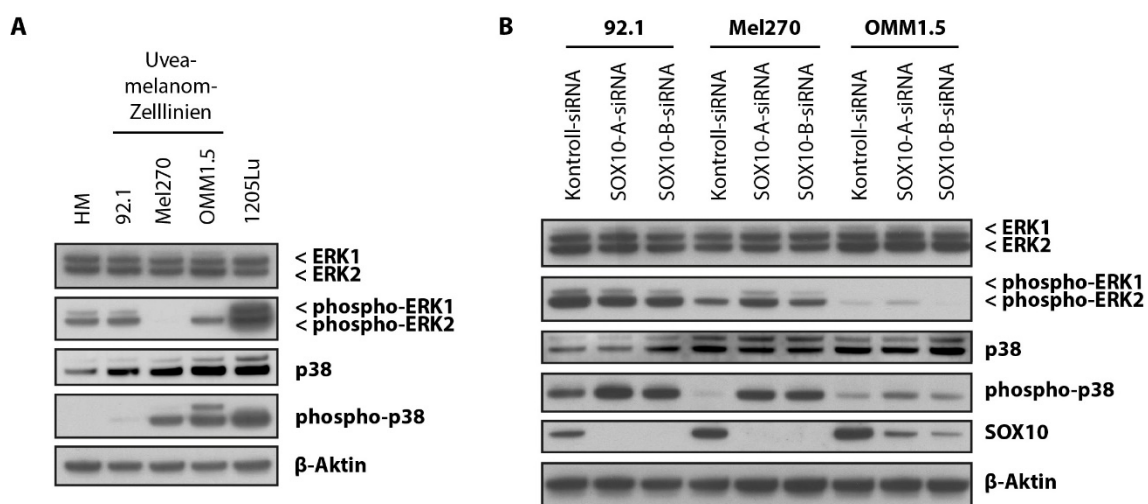 A
Uvea-
melanom-
Zelllinien
HM
92.1
Mel270
OMM1.5
1205Lu
< ERK1
< ERK2
< phospho-ERK1
< phospho-ERK2
p38
phospho-p38
β-Aktin
B
92.1 Mel270 OMM1.5
Kontroll-siRNA
SOX10-A-siRNA
SOX10-B-siRNA
Kontroll-siRNA
SOX10-A-siRNA
SOX10-B-siRNA
Kontroll-siRNA
SOX10-A-siRNA
SOX10-B-siRNA
< ERK1
< ERK2
< phospho-ERK1
< phospho-ERK2
p38
phospho-p38
SOX10
β-Aktin